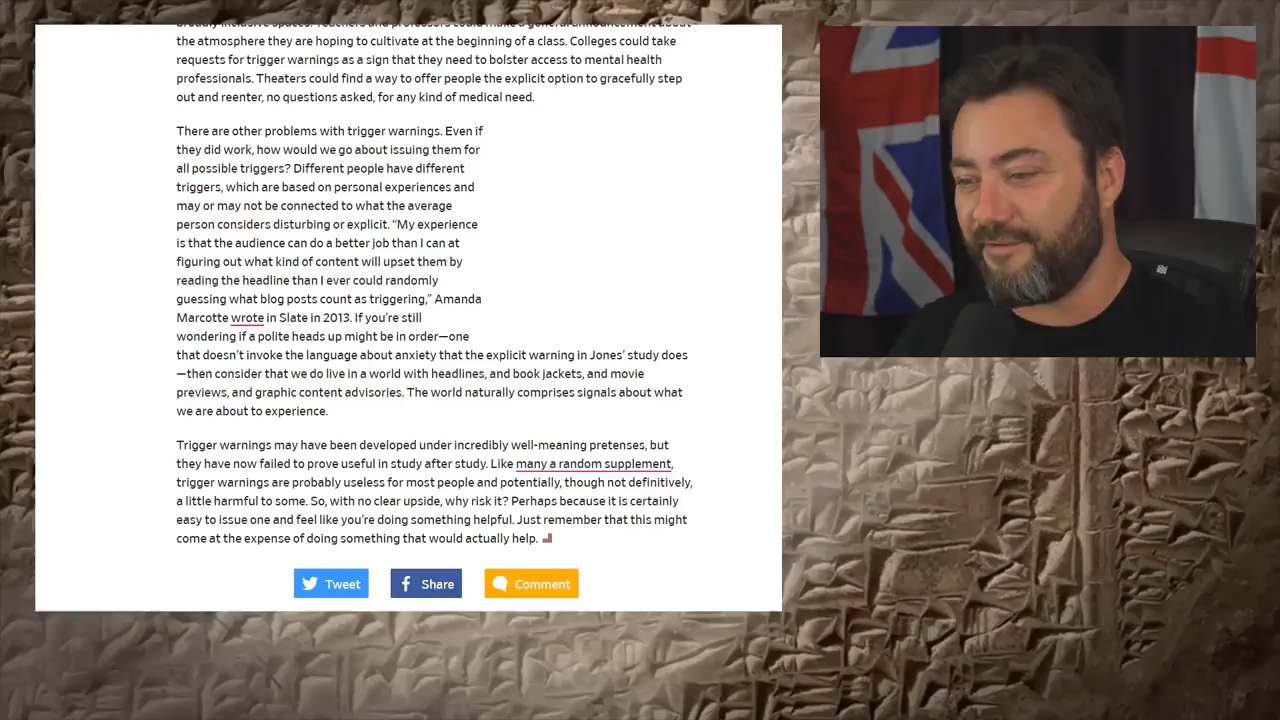 the atmosphere they are hoping to cultivate at the beginning of a class. Colleges could take
requests for trigger warnings as a sign that they need to bolster access to mental health
professionals. Theaters could find a way to offer people the explicit option to gracefully step
out and reenter, no questions asked, for any kind of medical need.
There are other problems with trigger warnings. Even if
they did work, how would we go about issuing them for
all possible triggers? Different people have different
triggers, which are based on personal experiences and
may or may not be connected to what the average
person considers disturbing or explicit. “My experience
is that the audience can do a better job than I can at
figuring out what kind of content will upset them by
reading the headline than I ever could randomly
guessing what blog posts count as triggering,” Amanda
Marcotte wrote in Slate in 2013. If you’re still
wondering if a polite heads up might be in order—one
that doesn’t invoke the language about anxiety that the explicit warning in Jones’ study does
—then consider that we do live in a world with headlines, and book jackets, and movie
previews, and graphic content advisories. The world naturally comprises signals about what
we are about to experience.
Trigger warnings may have been developed under incredibly well-meaning pretenses, but
they have now failed to prove useful in study after study. Like many a random supplement,
trigger warnings are probably useless for most people and potentially, though not definitively,
a little harmful to some. So, with no clear upside, why risk it? Perhaps because it is certainly
easy to issue one and feel like you’re doing something helpful. Just remember that this might
come at the expense of doing something that would actually help.
Tweet
Share
Comment